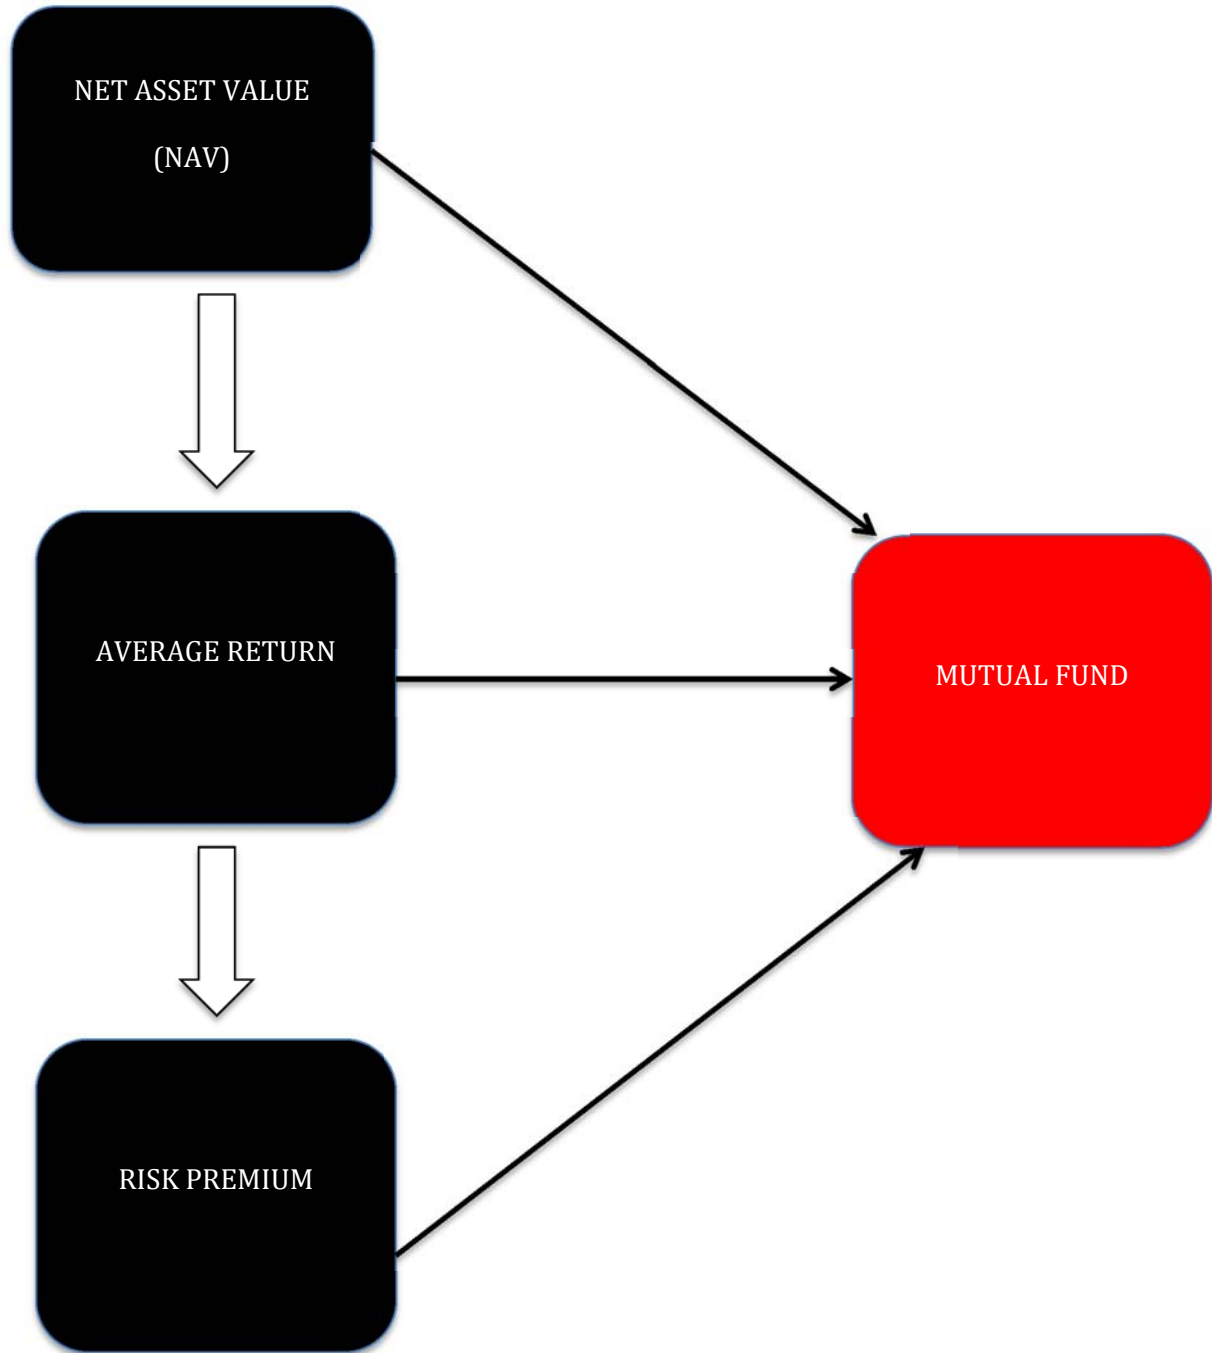 NET ASSET VALUE
(NAV)
AVERAGE RETURN
MUTUAL FUND
RISK PREMIUM